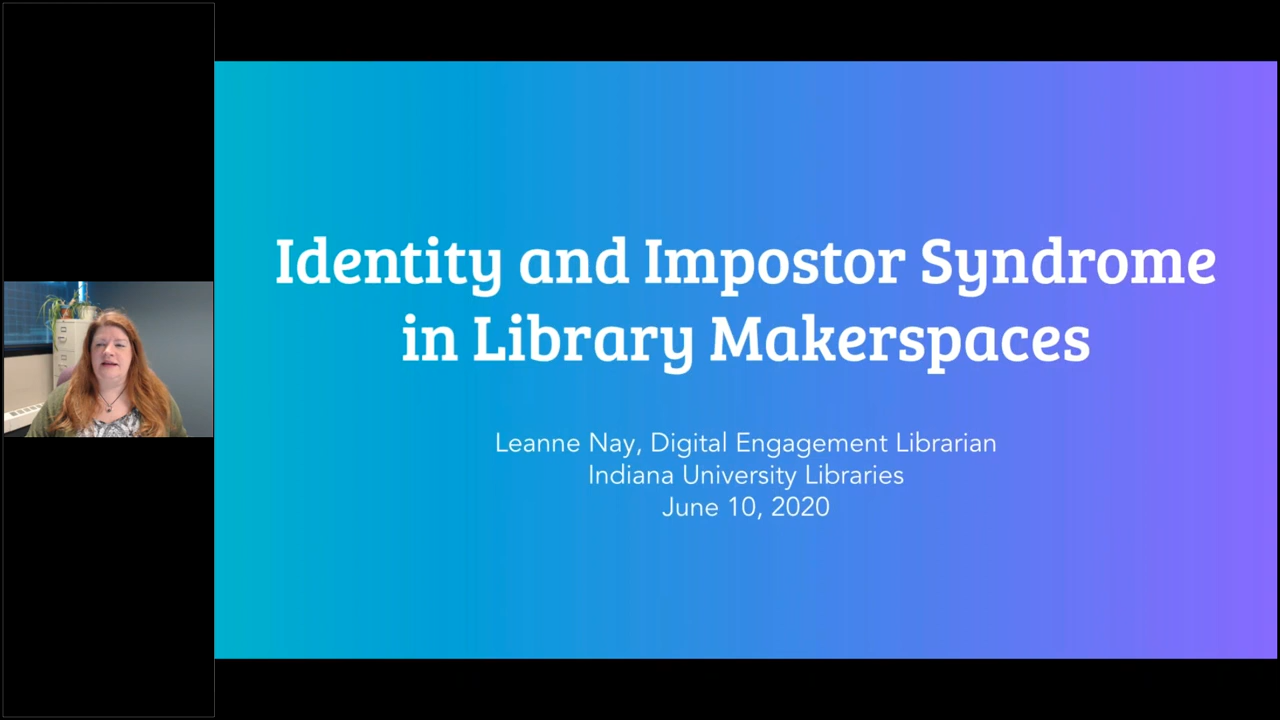 Identity and Impostor Syndrome
in Library Makerspaces
Leanne Nay, Digital Engagement Librarian
Indiana University Libraries
June 10, 2020